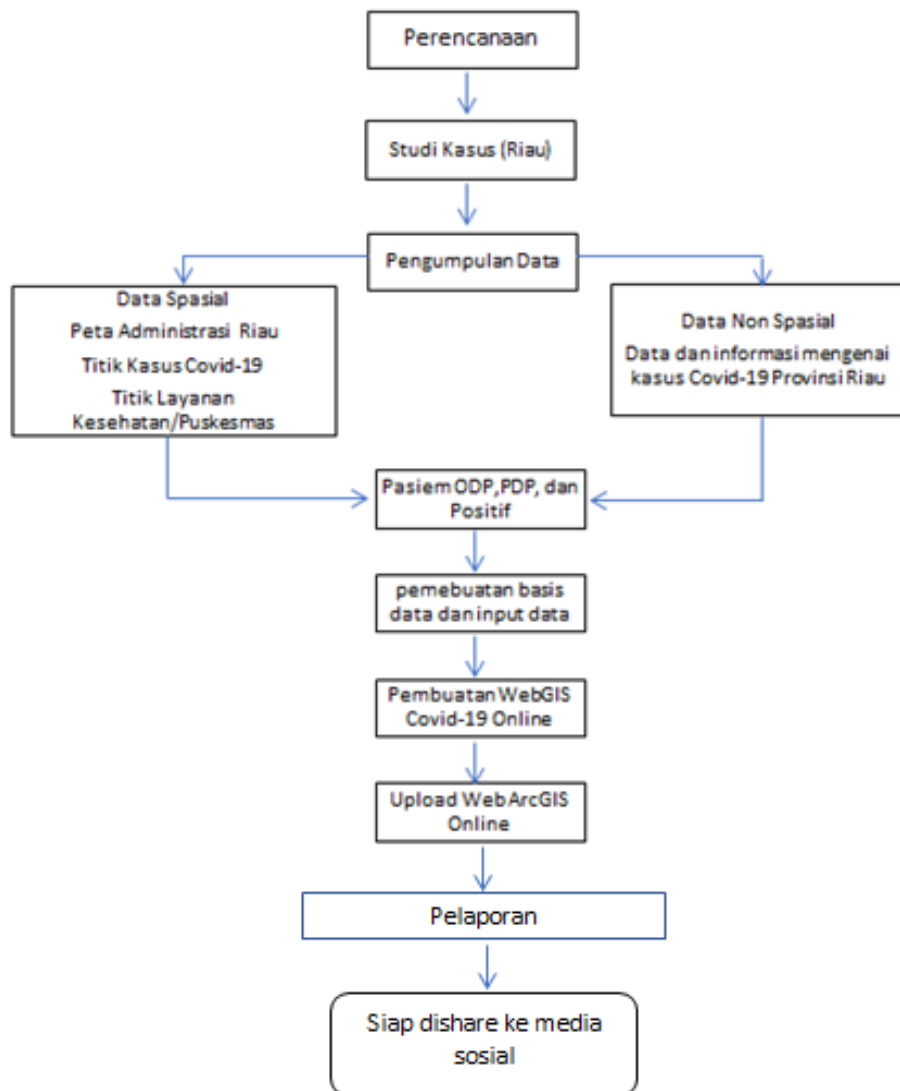 Perencanaan
Studi Kasus (Riau)
Pengumpulan Data
Data Spasial
Peta Administrasi Riau
Titik Kasus Covid-19
Titik Layanan
Kesehatan/Puskesmas
Data Non Spasial
Data dan informasi mengenai
kasus Covid-19 Provinsi Riau
Pasiem ODP,PDP, dan
Positif
pemebuatan basis
data dan input data
Pembuatan WebGIS
Covid-19 Online
Upload Web ArcGIS
Online
Pelaporan
Siap dishare ke media
sosial